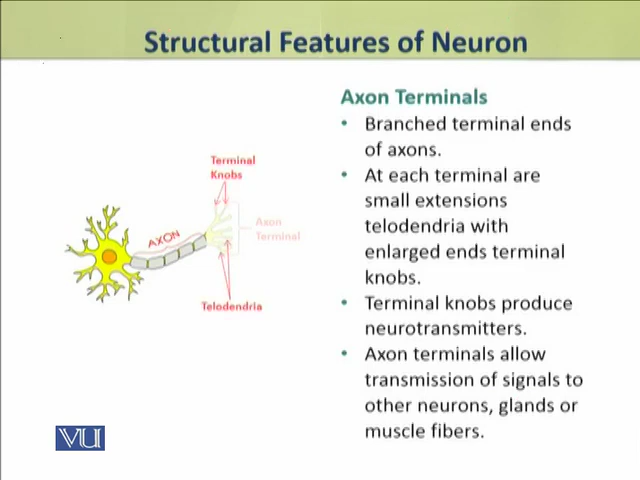 Structural Features of Neuron
Axon Terminals
• Branched terminal ends
of axons.
• At each terminal are
small extensions
telodendria with
enlarged ends terminal
knobs.
• Terminal knobs produce
neurotransmitters.
• Axon terminals allow
transmission of signals to
other neurons, glands or
muscle fibers.
Terminal
Knobs
AXON
Axon
Terminal
Telodendria
VU